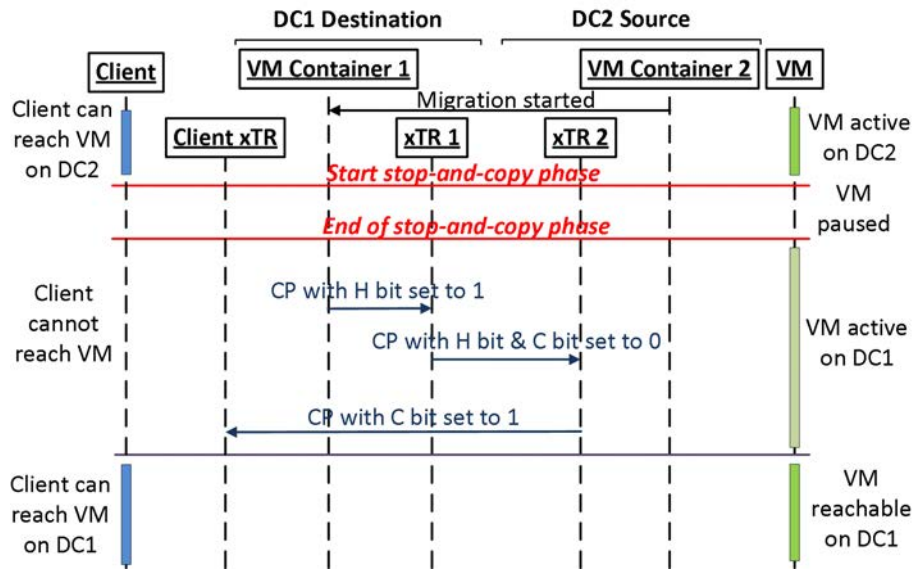 DC1 Destination
DC2 Source
Client
VM Container 1
VM Container 2
VM
Migration started
Client can
reach VM
on DC2
Client xTR
xTR 1
xTR 2
VM active
on DC2
Start stop-and-copy phase
VM
paused
End of stop-and-copy phase
Client
cannot
reach VM
CP with H bit set to 1
CP with H bit & C bit set to 0
VM active
on DC1
CP with C bit set to 1
Client can
reach VM
on DC1
VM
reachable
on DC1